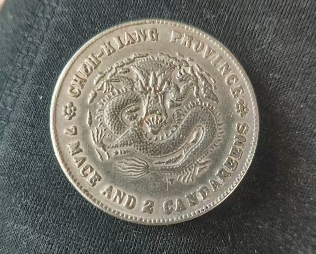 CHEH-KIANG PROVINCE
7 MACE AND 2 CANDAREENS